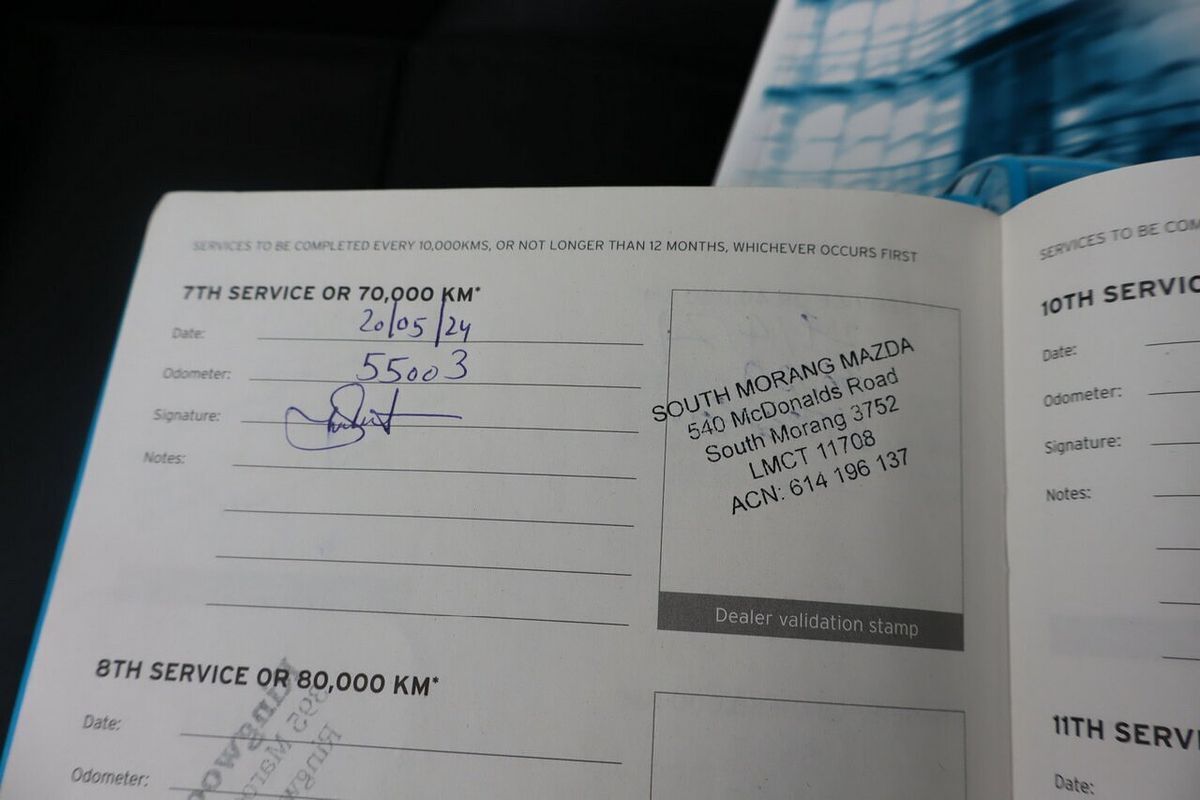 SERVICES TO BE COMPLETED EVERY 10,000KMS, OR NOT LONGER THAN 12 MONTHS, WHICHEVER OCCURS FIRST
7TH SERVICE OR 70,000 KM*
Date: 20/05/24
Odometer: 55003
Signature:
Notes:
SOUTH MORANG MAZDA
540 McDonalds Road
South Morang 3752
LMCT 11708
ACN: 614 196 137
Dealer validation stamp
8TH SERVICE OR 80,000 KM*
Date:
Odometer:
SERVICES TO BE COM
10TH SERVIC
Date:
Odometer:
Signature:
Notes:
11TH SERVI
Date: